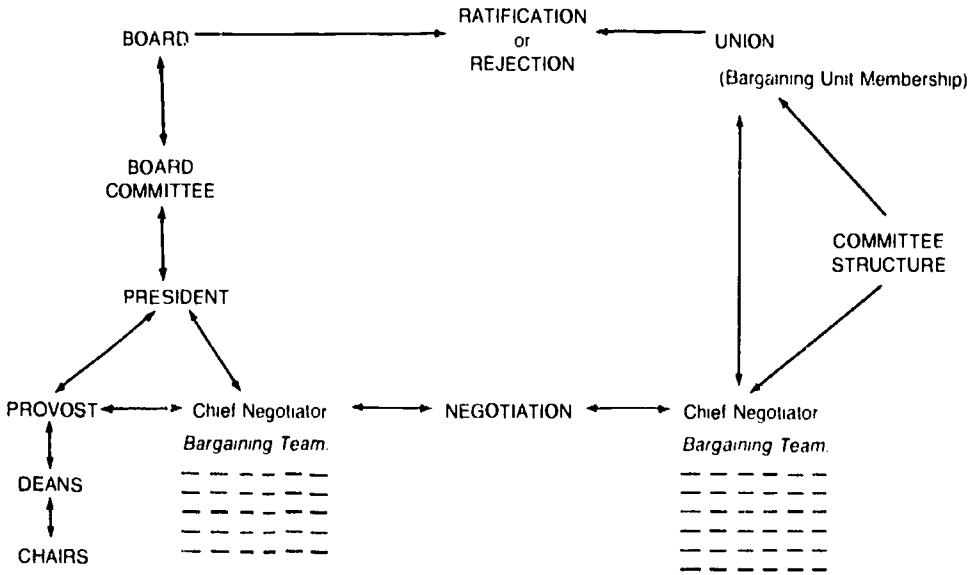 RATIFICATION
or
REJECTION
BOARD
UNION
(Bargaining Unit Membership)
BOARD
COMMITTEE
COMMITTEE
STRUCTURE
PRESIDENT
PROVOST
Chief Negotiator
NEGOTIATION
Chief Negotiator
Bargaining Team.
Bargaining Team.
DEANS
CHAIRS